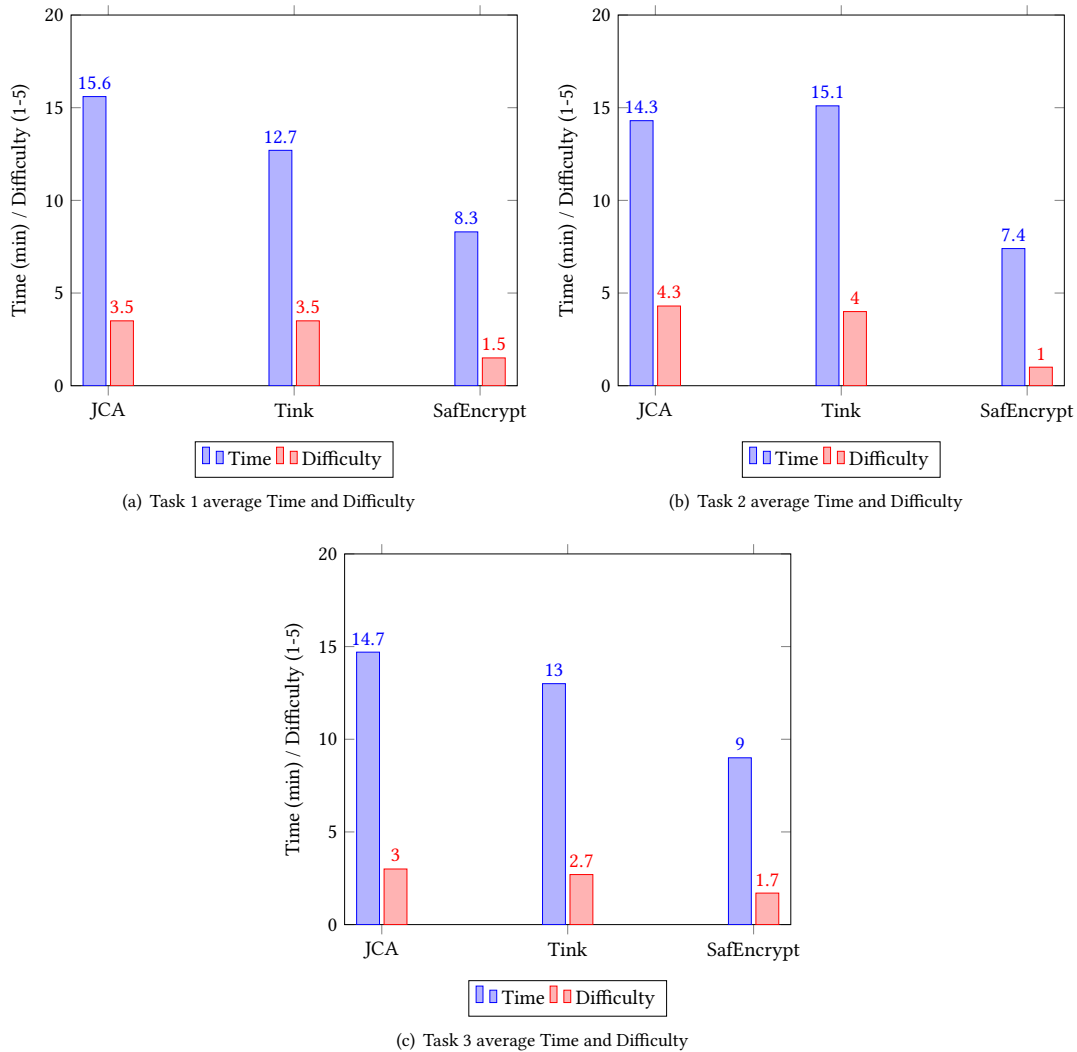 20
15
10
5
0
Time (min) / Difficulty (1-5)
15.6
12.7
8.3
3.5
3.5
1.5
JCA Tink SafEncrypt
Time Difficulty
(a) Task 1 average Time and Difficulty
20
15
10
5
0
Time (min) / Difficulty (1-5)
14.3
15.1
7.4
4.3
4
1
JCA Tink SafEncrypt
Time Difficulty
(b) Task 2 average Time and Difficulty
20
15
10
5
0
Time (min) / Difficulty (1-5)
14.7
13
9
3
2.7
1.7
JCA Tink SafEncrypt
Time Difficulty
(c) Task 3 average Time and Difficulty